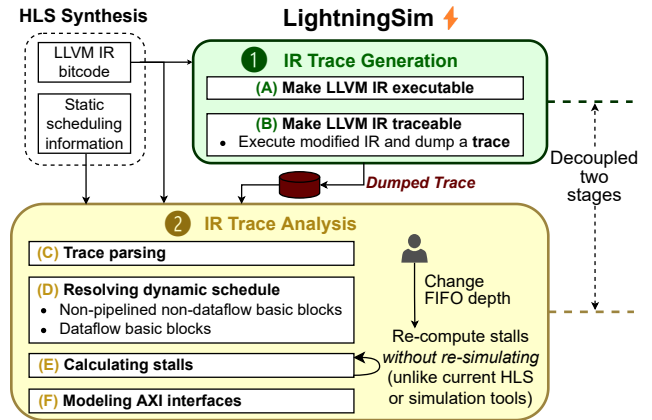 HLS Synthesis
LightningSim
LLVM IR
bitcode
Static
scheduling
information
1 IR Trace Generation
(A) Make LLVM IR executable
(B) Make LLVM IR traceable
• Execute modified IR and dump a trace
Dumped Trace
Decoupled
two
stages
2 IR Trace Analysis
(C) Trace parsing
(D) Resolving dynamic schedule
• Non-pipelined non-dataflow basic blocks
• Dataflow basic blocks
(E) Calculating stalls
(F) Modeling AXI interfaces
Change
FIFO depth
Re-compute stalls
without re-simulating
(unlike current HLS
or simulation tools)